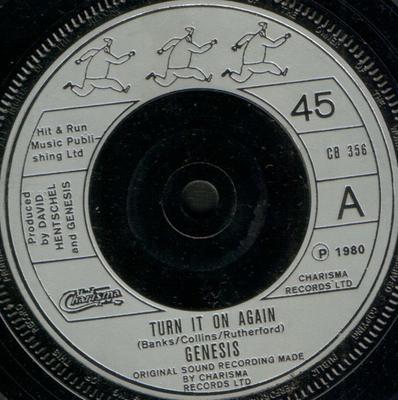 45
Hit & Run
Music Publi-
shing Ltd
CB 356
A
Produced
by DAVID
HENTSCHEL
and GENESIS
P 1980
CHARISMA
RECORDS LTD
The
Charisma
TURN IT ON AGAIN
(Banks/Collins/Rutherford)
GENESIS
ORIGINAL SOUND RECORDING MADE
BY CHARISMA
RECORDS LTD